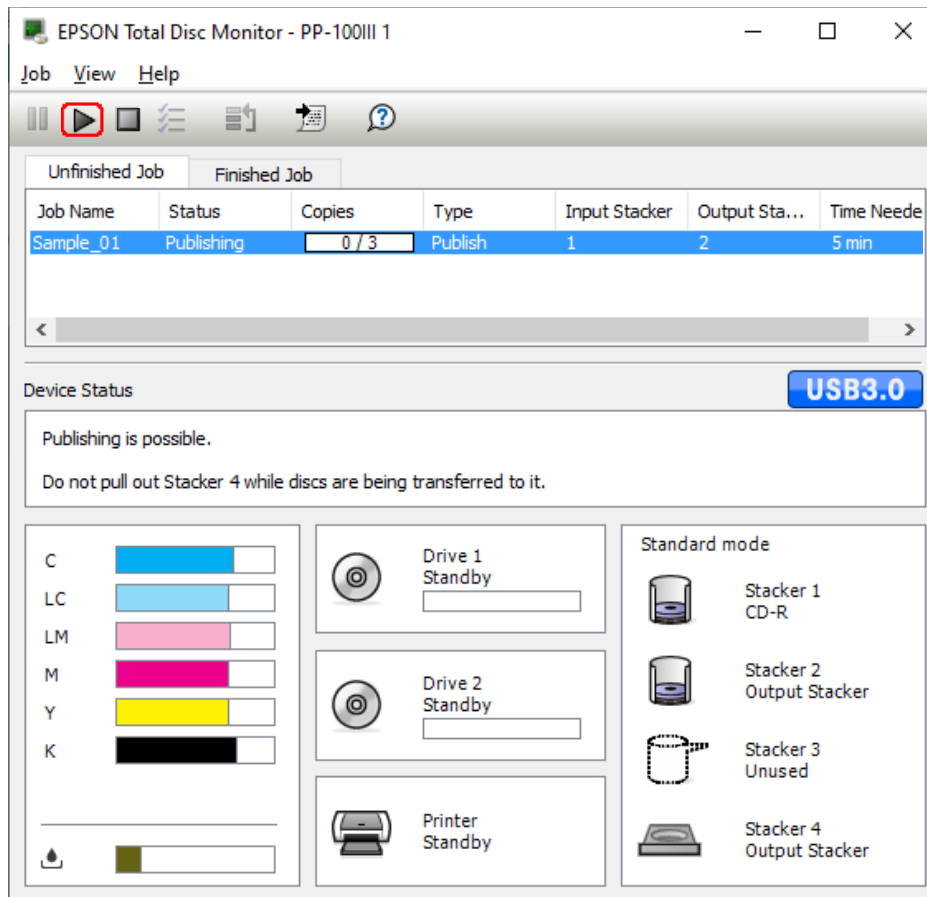 EPSON Total Disc Monitor - PP-100III 1
Job View Help
Unfinished Job Finished Job
Job Name Status Copies Type Input Stacker Output Sta... Time Neede
Sample_01 Publishing 0 / 3 Publish 1 2 5 min
Device Status
USB3.0
Publishing is possible.
Do not pull out Stacker 4 while discs are being transferred to it.
C
LC
LM
M
Y
K
Drive 1
Standby
Drive 2
Standby
Printer
Standby
Standard mode
Stacker 1
CD-R
Stacker 2
Output Stacker
Stacker 3
Unused
Stacker 4
Output Stacker